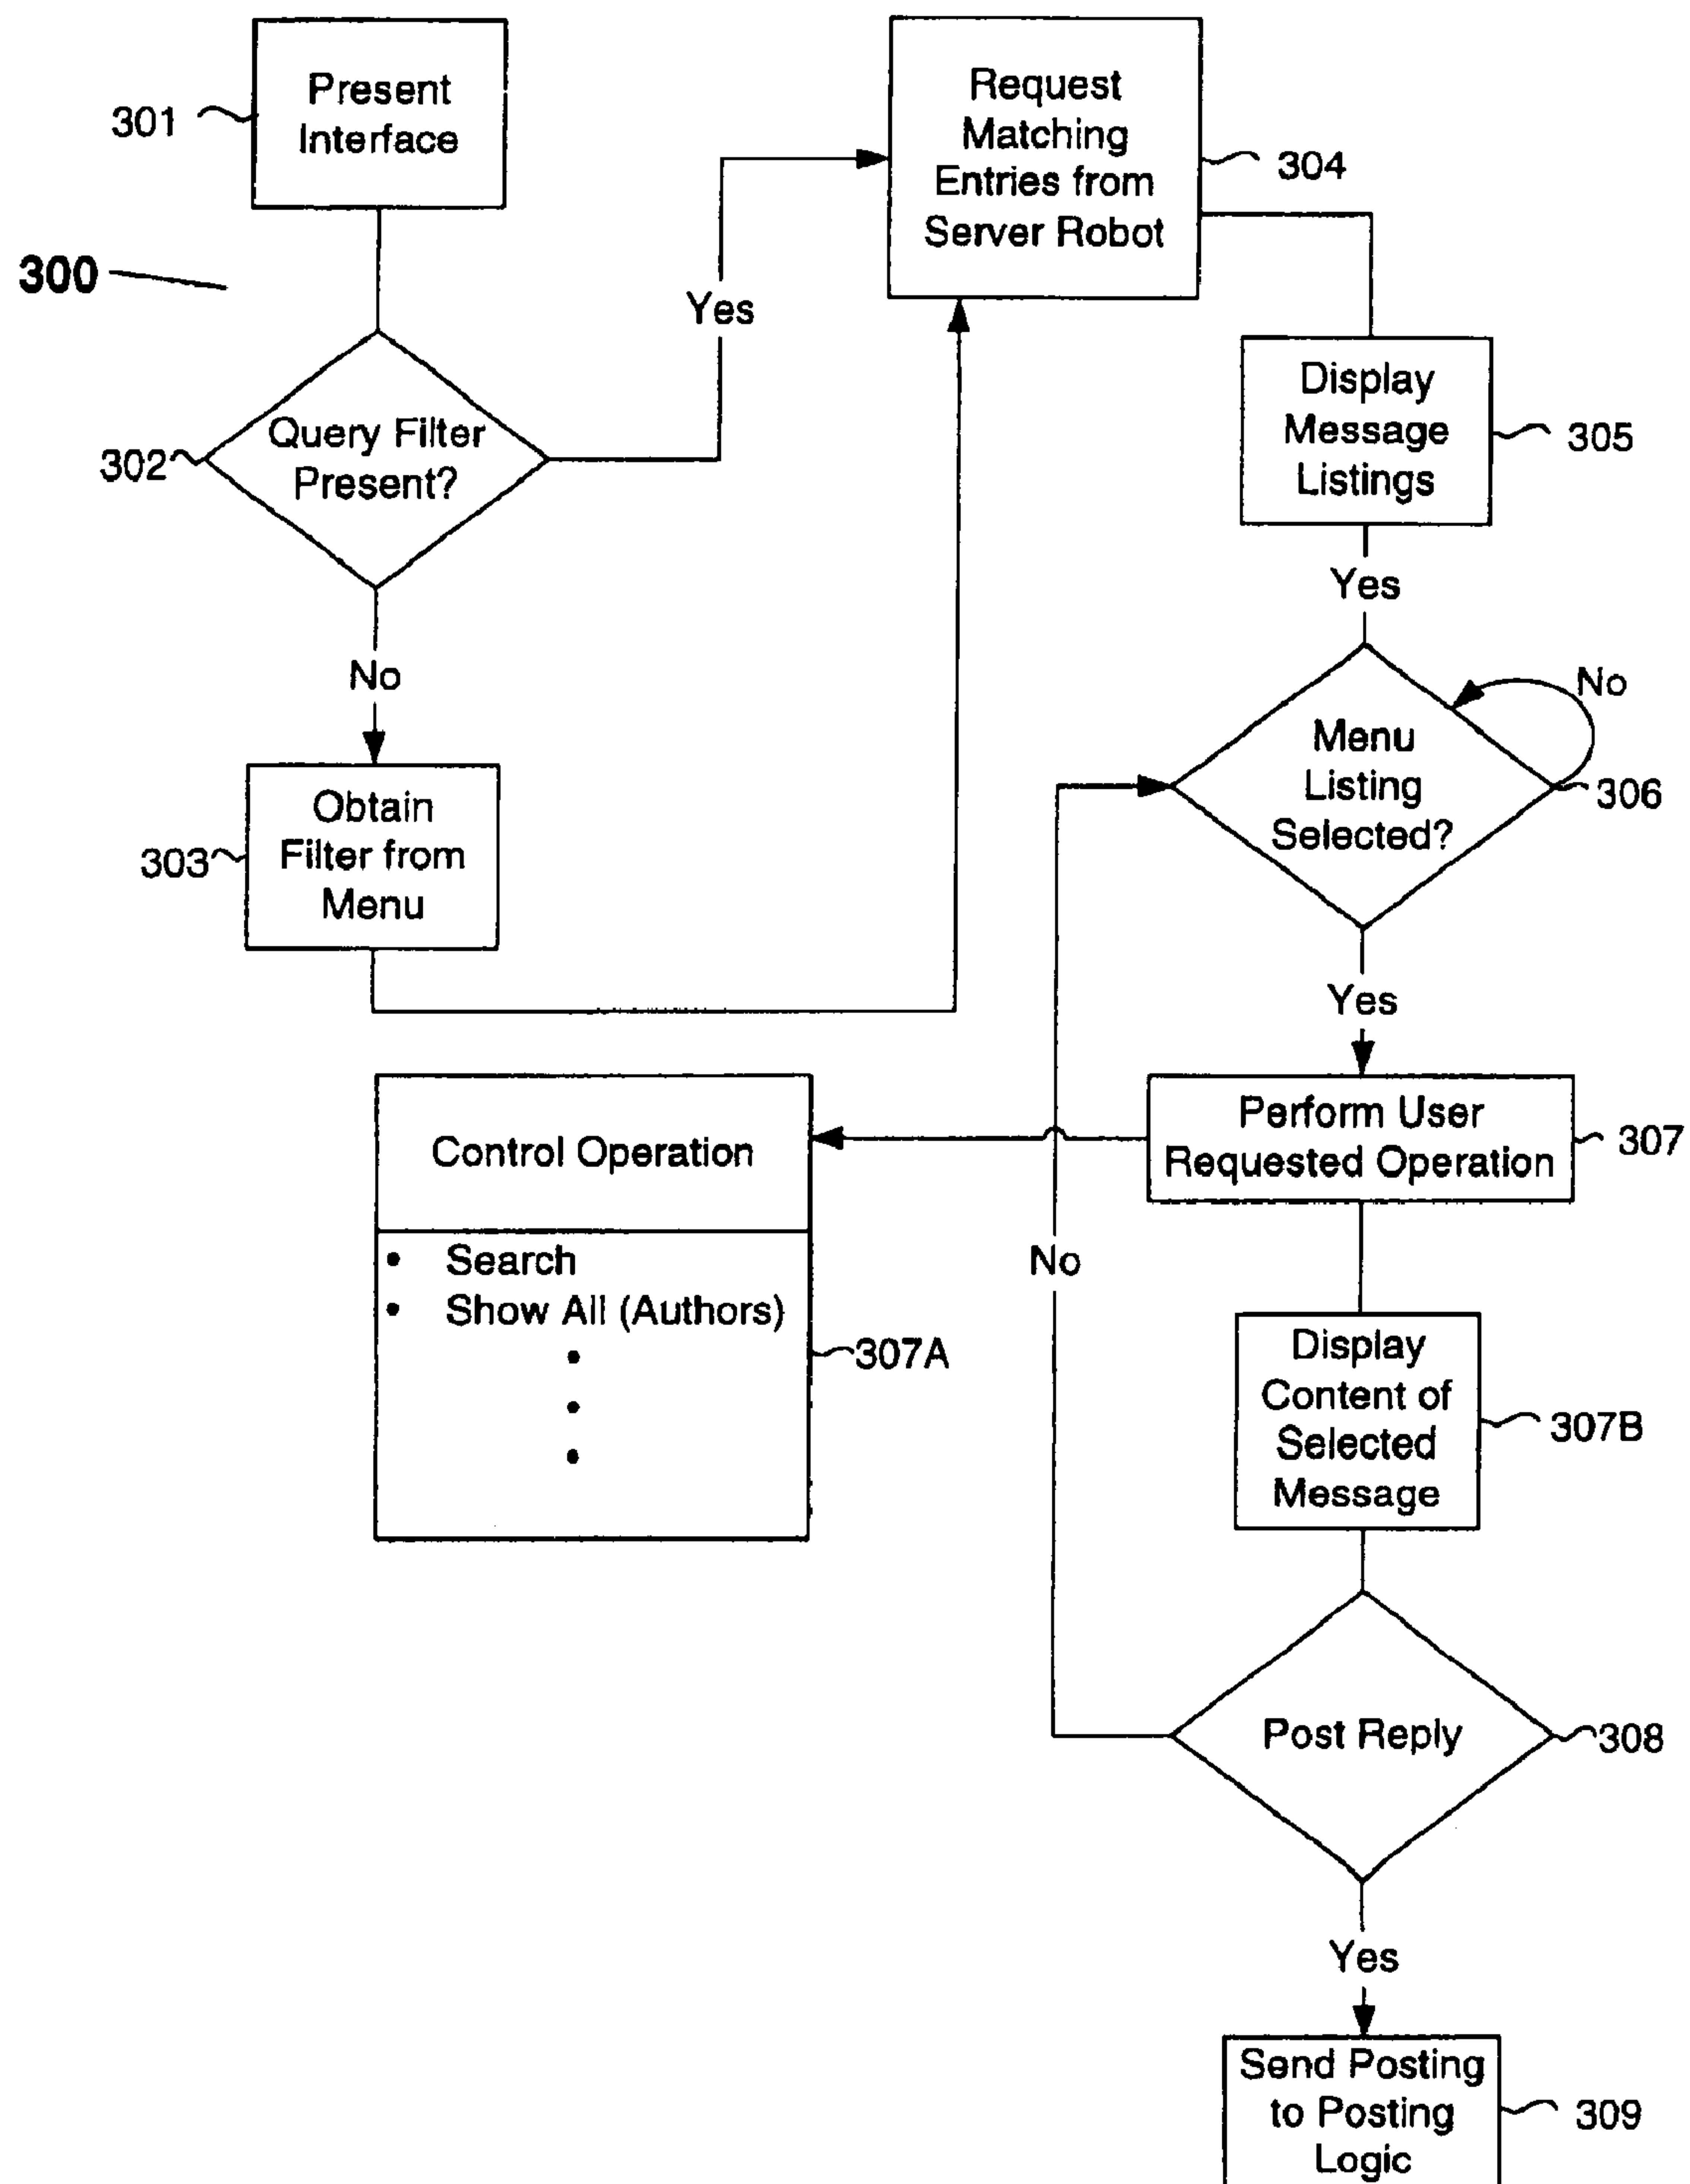 Present
Interface
301
300
Query Filter
Present?
302
Yes
No
Obtain
Filter from
Menu
303
Request
Matching
Entries from
Server Robot
304
Display
Message
Listings
305
Yes
Menu
Listing
Selected?
No
306
Yes
Perform User
Requested Operation
307
Control Operation
• Search
• Show All (Authors)
•
•
•
307A
No
Display
Content of
Selected
Message
307B
Post Reply
308
Yes
Send Posting
to Posting
Logic
309